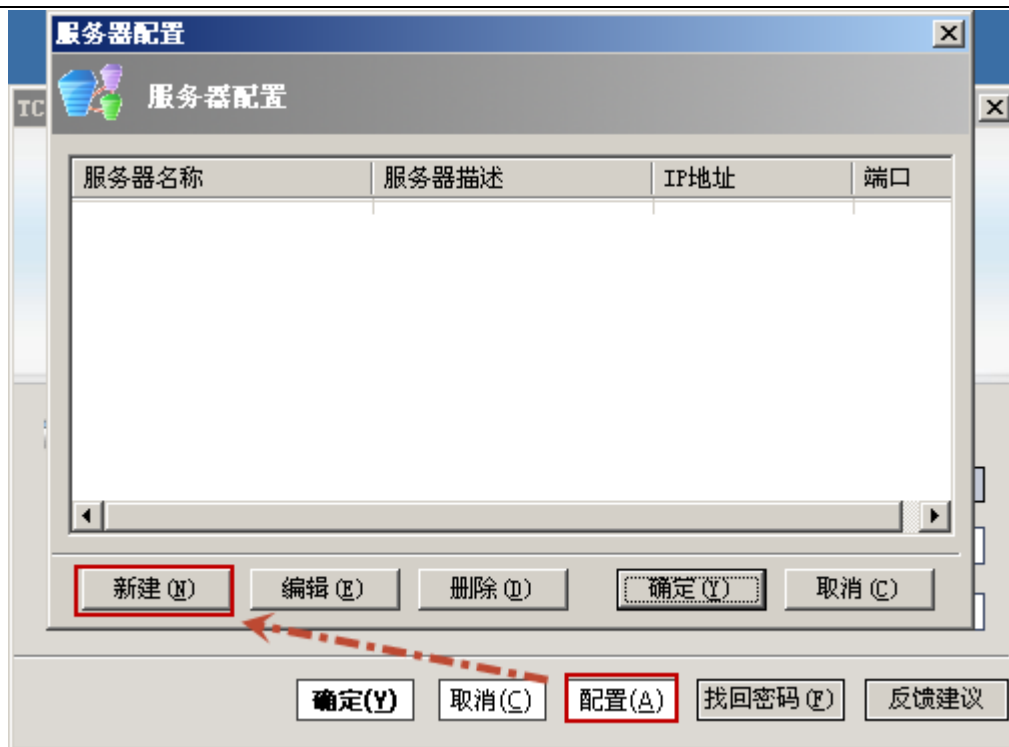 服务器配置
TC
服务器配置
服务器名称 服务器描述 IP地址 端口
新建(N) 编辑(E) 删除(D) 确定(Y) 取消(C)
确定(Y) 取消(C) 配置(A) 找回密码(F) 反馈建议